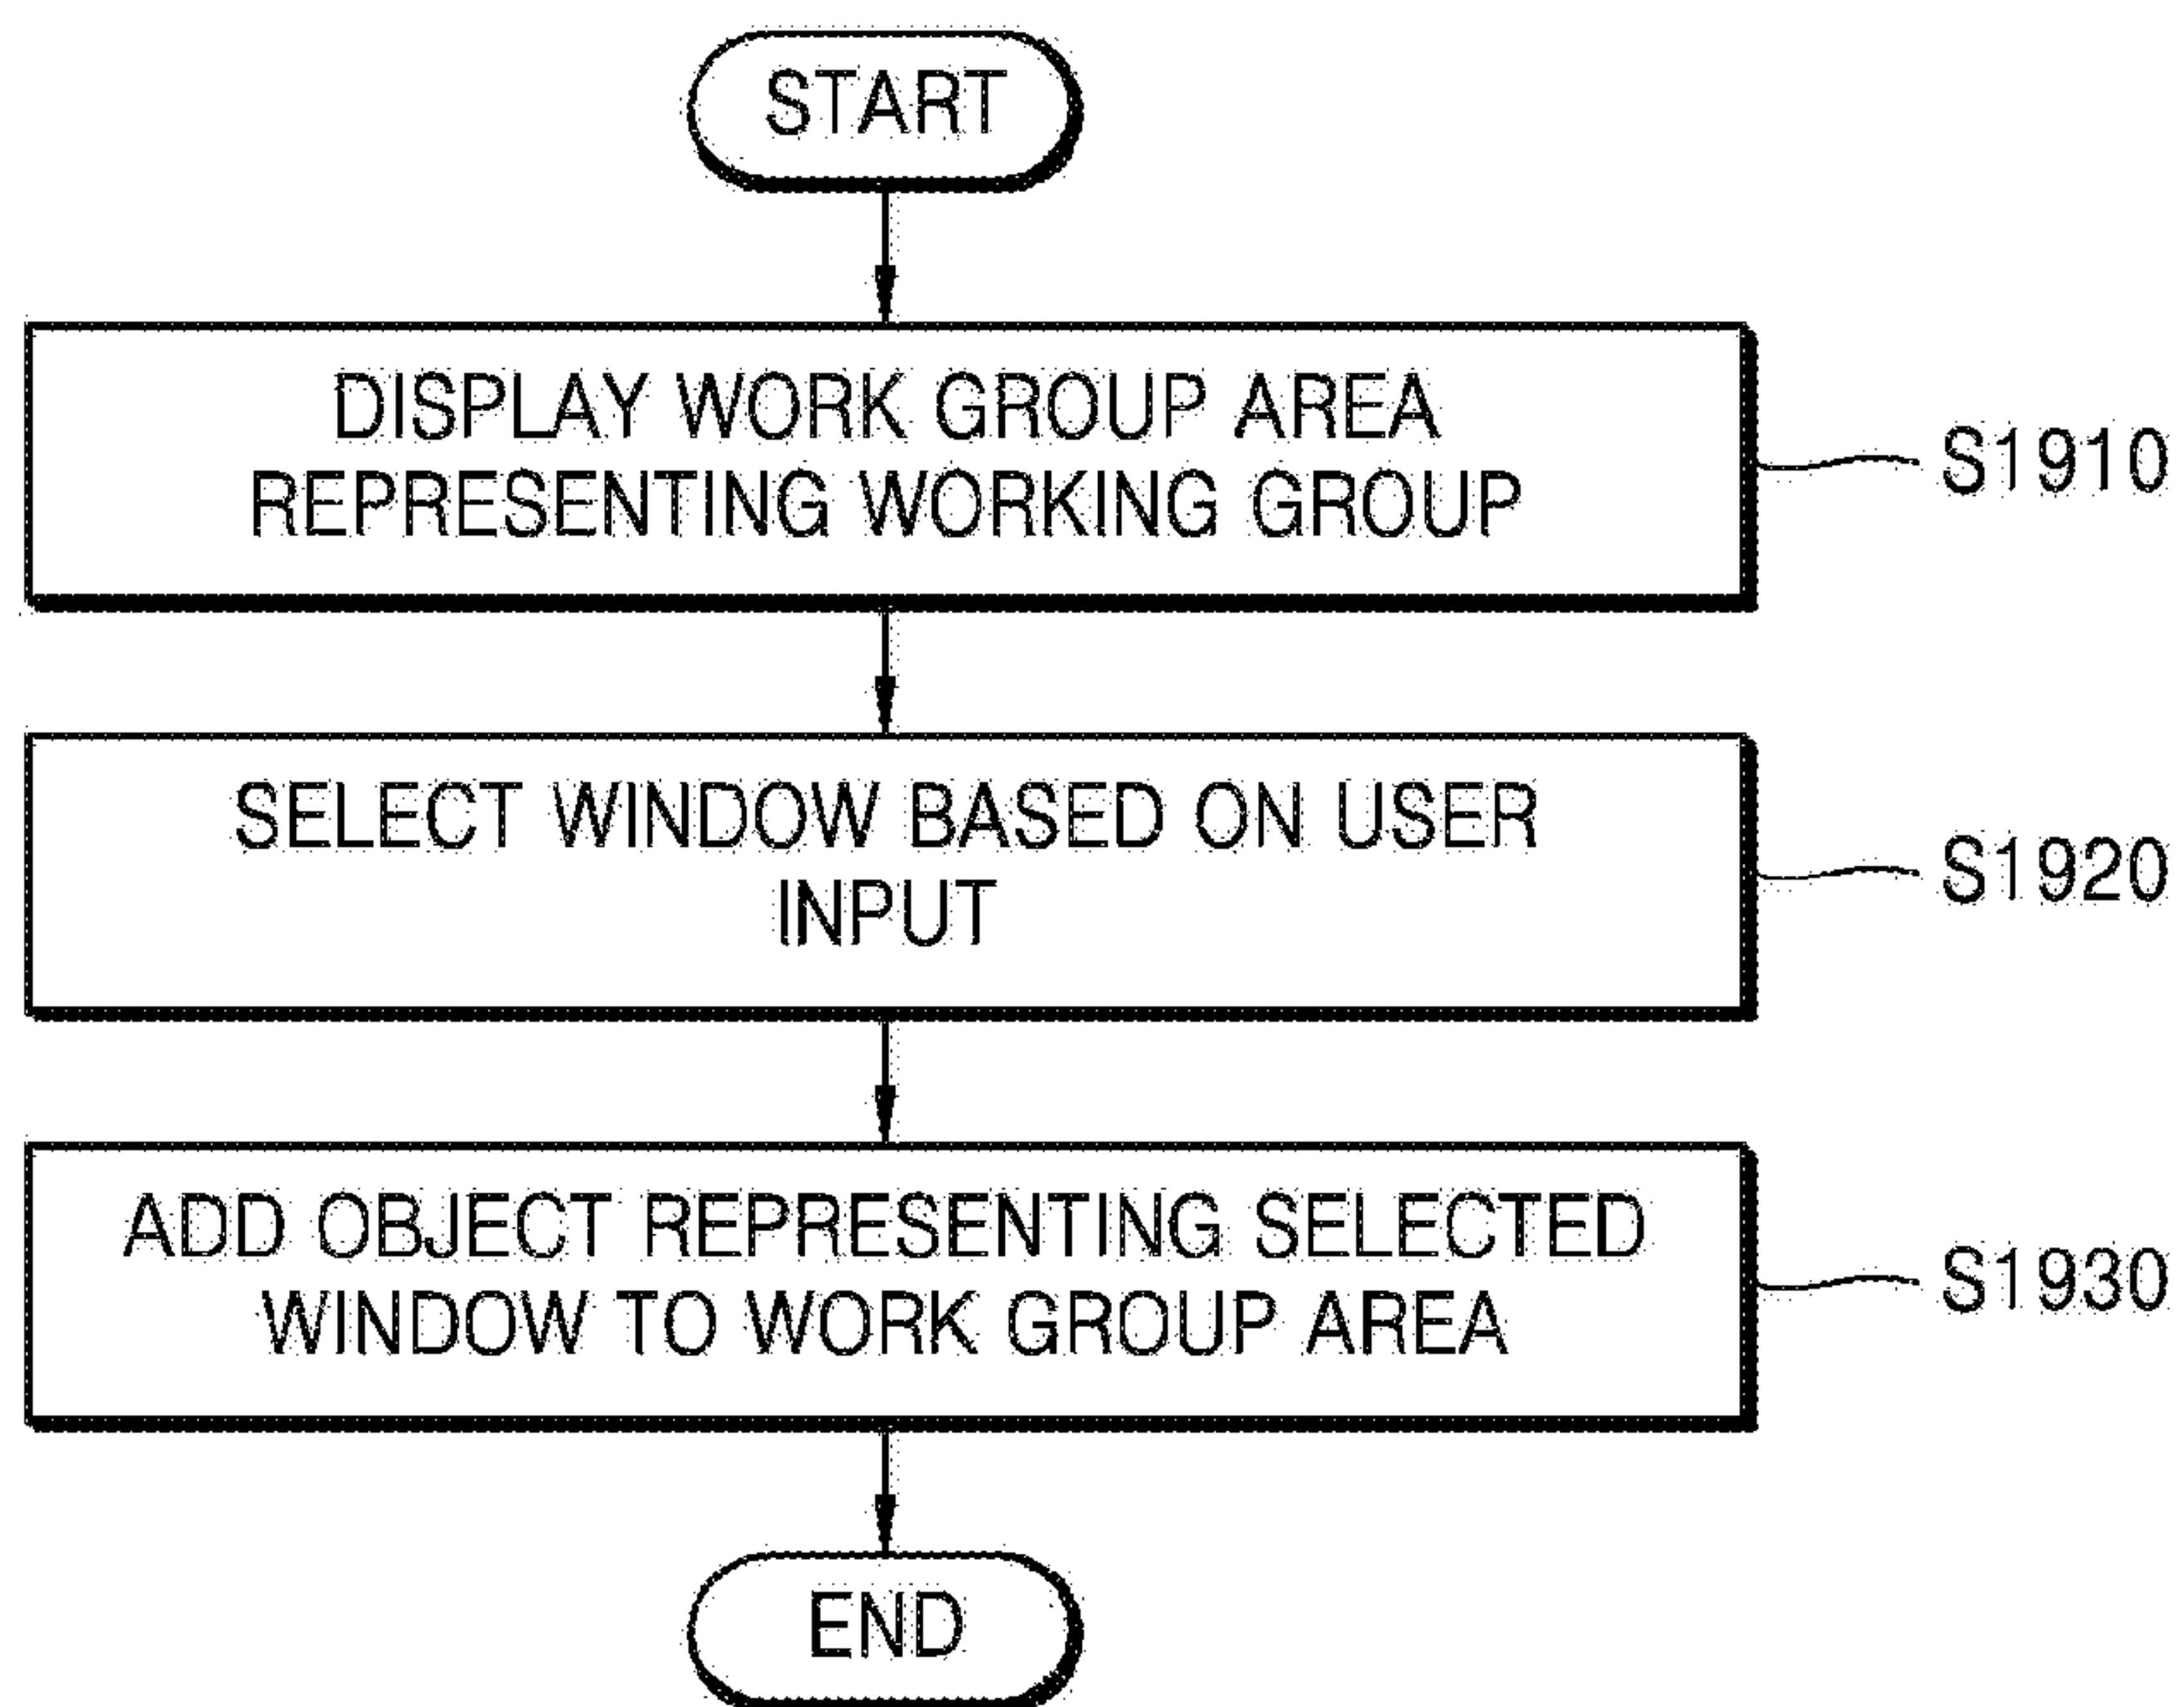 START
DISPLAY WORK GROUP AREA
REPRESENTING WORKING GROUP
S1910
SELECT WINDOW BASED ON USER
INPUT
S1920
ADD OBJECT REPRESENTING SELECTED
WINDOW TO WORK GROUP AREA
S1930
END